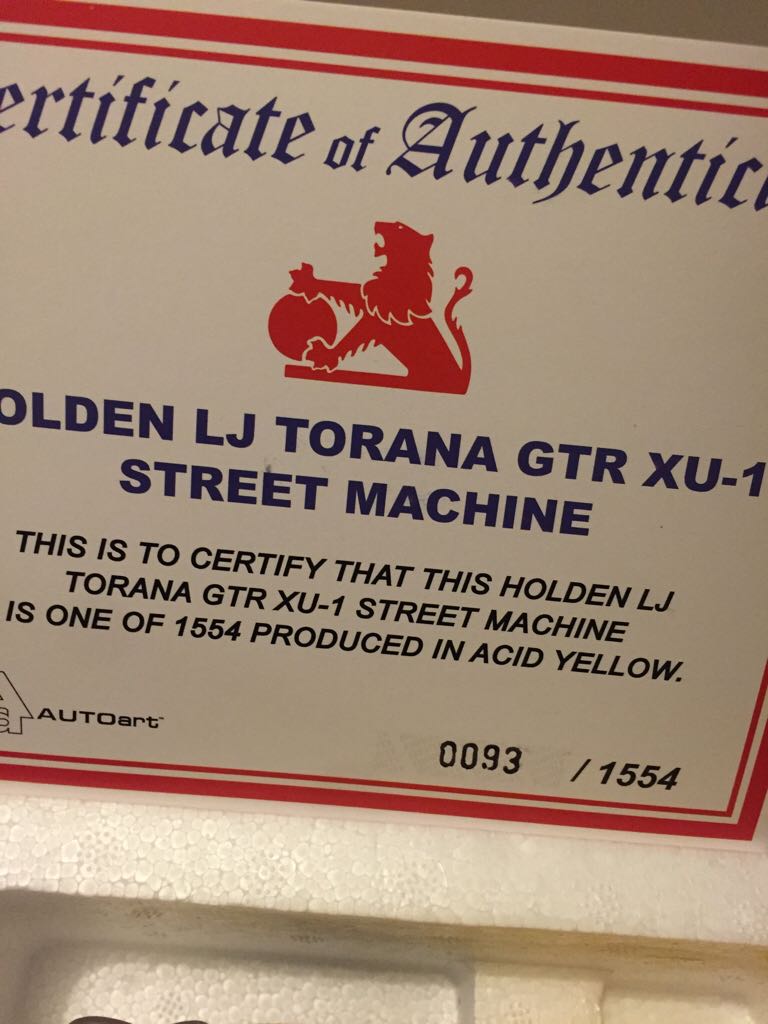 ertificate of Authentic
OLDEN LJ TORANA GTR XU-1
STREET MACHINE
THIS IS TO CERTIFY THAT THIS HOLDEN LJ
TORANA GTR XU-1 STREET MACHINE
IS ONE OF 1554 PRODUCED IN ACID YELLOW.
AUTOart™
0093 / 1554